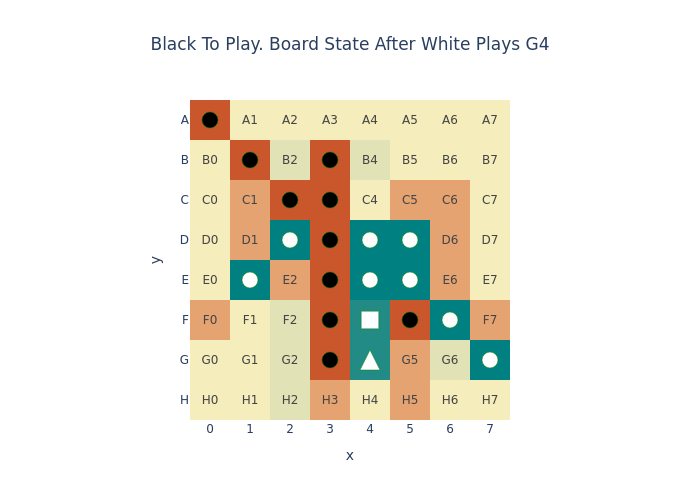 Black To Play. Board State After White Plays G4
A A1 A2 A3 A4 A5 A6 A7
B B0 B2 B4 B5 B6 B7
C C0 C1 C4 C5 C6 C7
D D0 D1 D6 D7
y
E E0 E2 E6 E7
F F0 F1 F2 F7
G G0 G1 G2 G5 G6
H H0 H1 H2 H3 H4 H5 H6 H7
0 1 2 3 4 5 6 7
x